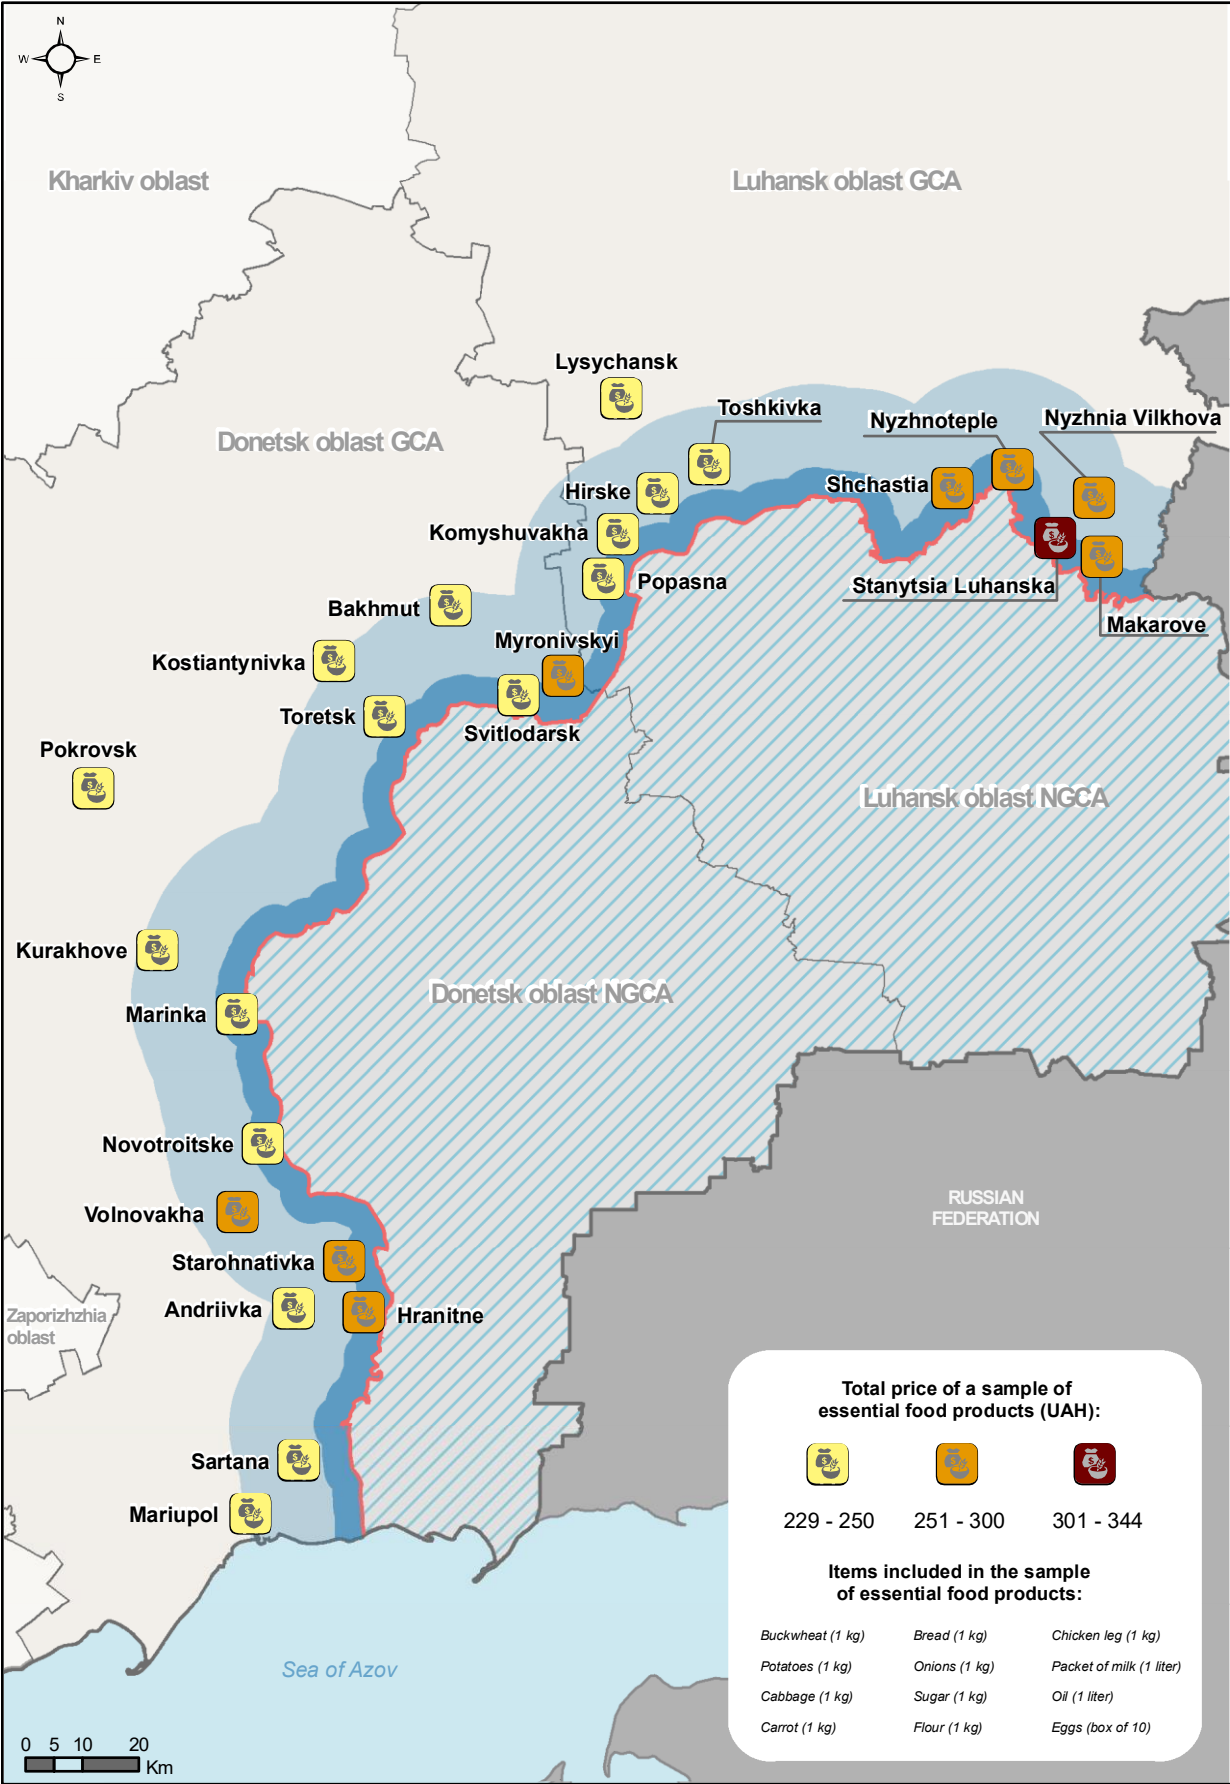 N
W
E
S
Kharkiv oblast
Luhansk oblast GCA
Lysychansk
Toshkivka
Nyzhnoteple
Nyzhnia Vilkhova
Donetsk oblast GCA
Hirske
Shchastia
Komyshuvakha
Popasna
Stanytsia Luhanska
Bakhmut
Makarove
Myronivskyi
Kostiantynivka
Toretsk
Svitlodarsk
Pokrovsk
Luhansk oblast NGCA
Kurakhove
Donetsk oblast NGCA
Marinka
Novotroitske
RUSSIAN
FEDERATION
Volnovakha
Starohnativka
Andriivka
Hranitne
Zaporizhzhia
oblast
Sartana
Mariupol
Total price of a sample of
essential food products (UAH):
229 - 250
251 - 300
301 - 344
Items included in the sample
of essential food products:
Buckwheat (1 kg)
Bread (1 kg)
Chicken leg (1 kg)
Potatoes (1 kg)
Onions (1 kg)
Packet of milk (1 liter)
Cabbage (1 kg)
Sugar (1 kg)
Oil (1 liter)
Carrot (1 kg)
Flour (1 kg)
Eggs (box of 10)
Sea of Azov
0 5 10 20
Km